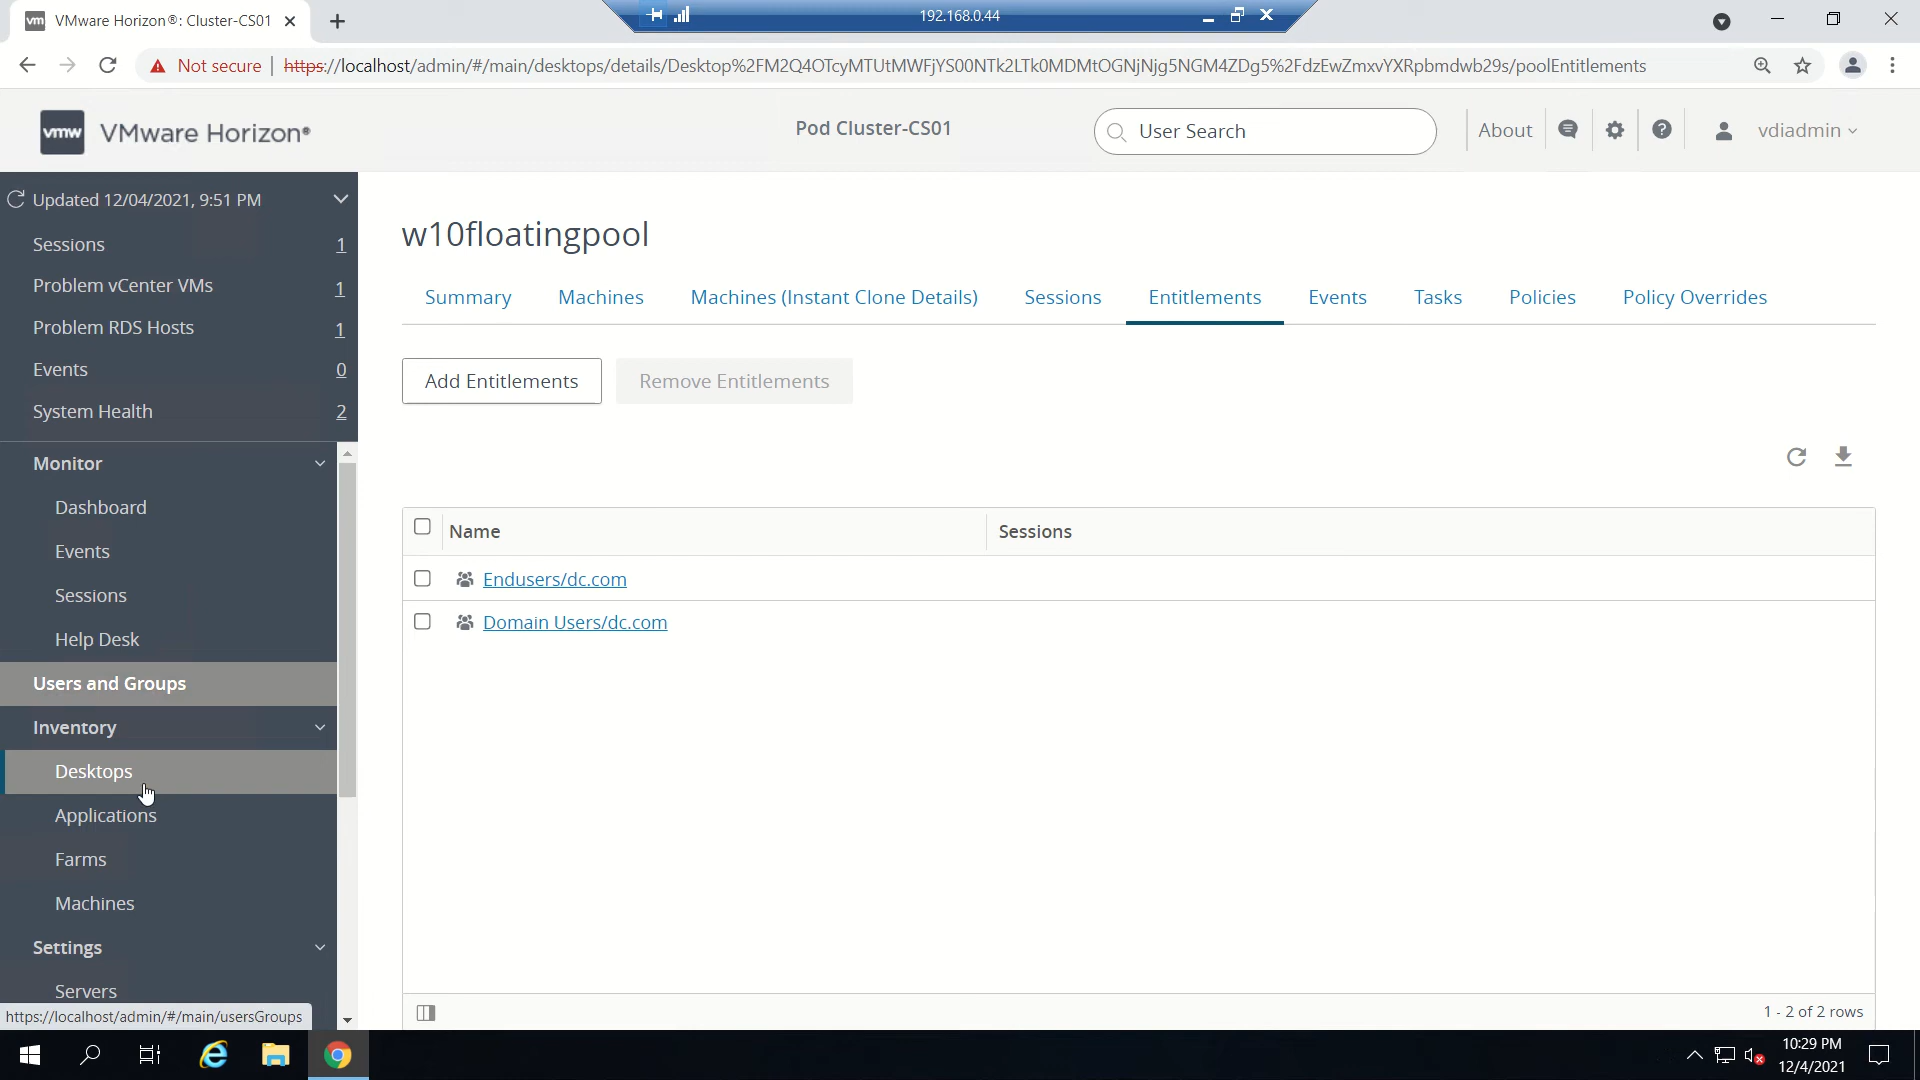 vm VMware Horizon®: Cluster-CS01
192.168.0.44
Not secure https://localhost/admin/#/main/desktops/details/Desktop%2FM2Q4OTcyMTUtMWFjYS00NTk2LTk0MDMtOGNjNjg5NGM4ZDg5%2FdzEwZmxvYXRpbmdwb29s/poolEntitlements
vmw VMware Horizon®
Pod Cluster-CS01
User Search
About
vdiadmin
Updated 12/04/2021, 9:51 PM
Sessions 1
Problem vCenter VMs 1
Problem RDS Hosts 1
Events 0
System Health 2
Monitor
Dashboard
Events
Sessions
Help Desk
Users and Groups
Inventory
Desktops
Applications
Farms
Machines
Settings
Servers
https://localhost/admin/#/main/usersGroups
w10floatingpool
Summary Machines Machines (Instant Clone Details) Sessions Entitlements Events Tasks Policies Policy Overrides
Add Entitlements Remove Entitlements
Name Sessions
Endusers/dc.com
Domain Users/dc.com
1 - 2 of 2 rows
10:29 PM
12/4/2021